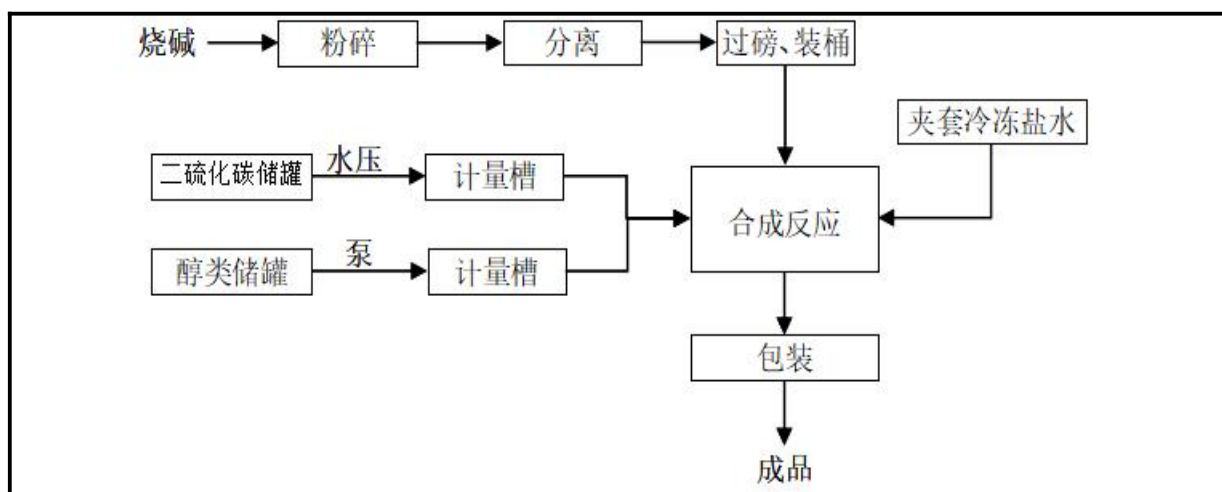 烧碱
粉碎
分离
过磅、装桶
夹套冷冻盐水
二硫化碳储罐
水压
计量槽
合成反应
醇类储罐
泵
计量槽
包装
成品